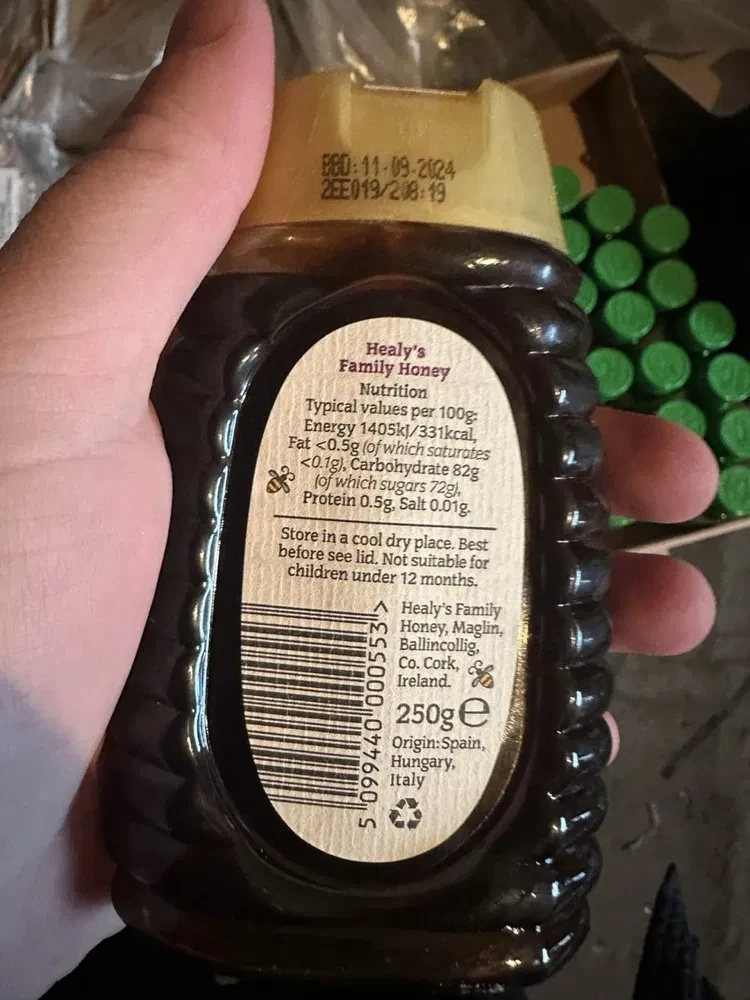 BBD:11-09-2024
2EE019/208:19
Healy's
Family Honey
Nutrition
Typical values per 100g:
Energy 1405kJ/331kcal,
Fat <0.5g (of which saturates
<0.1g), Carbohydrate 82g
(of which sugars 72g),
Protein 0.5g, Salt 0.01g.
Store in a cool dry place. Best
before see lid. Not suitable for
children under 12 months.
5 099440 000553 >
Healy's Family
Honey, Maglin,
Ballincollig,
Co. Cork,
Ireland.
250g e
Origin: Spain,
Hungary,
Italy